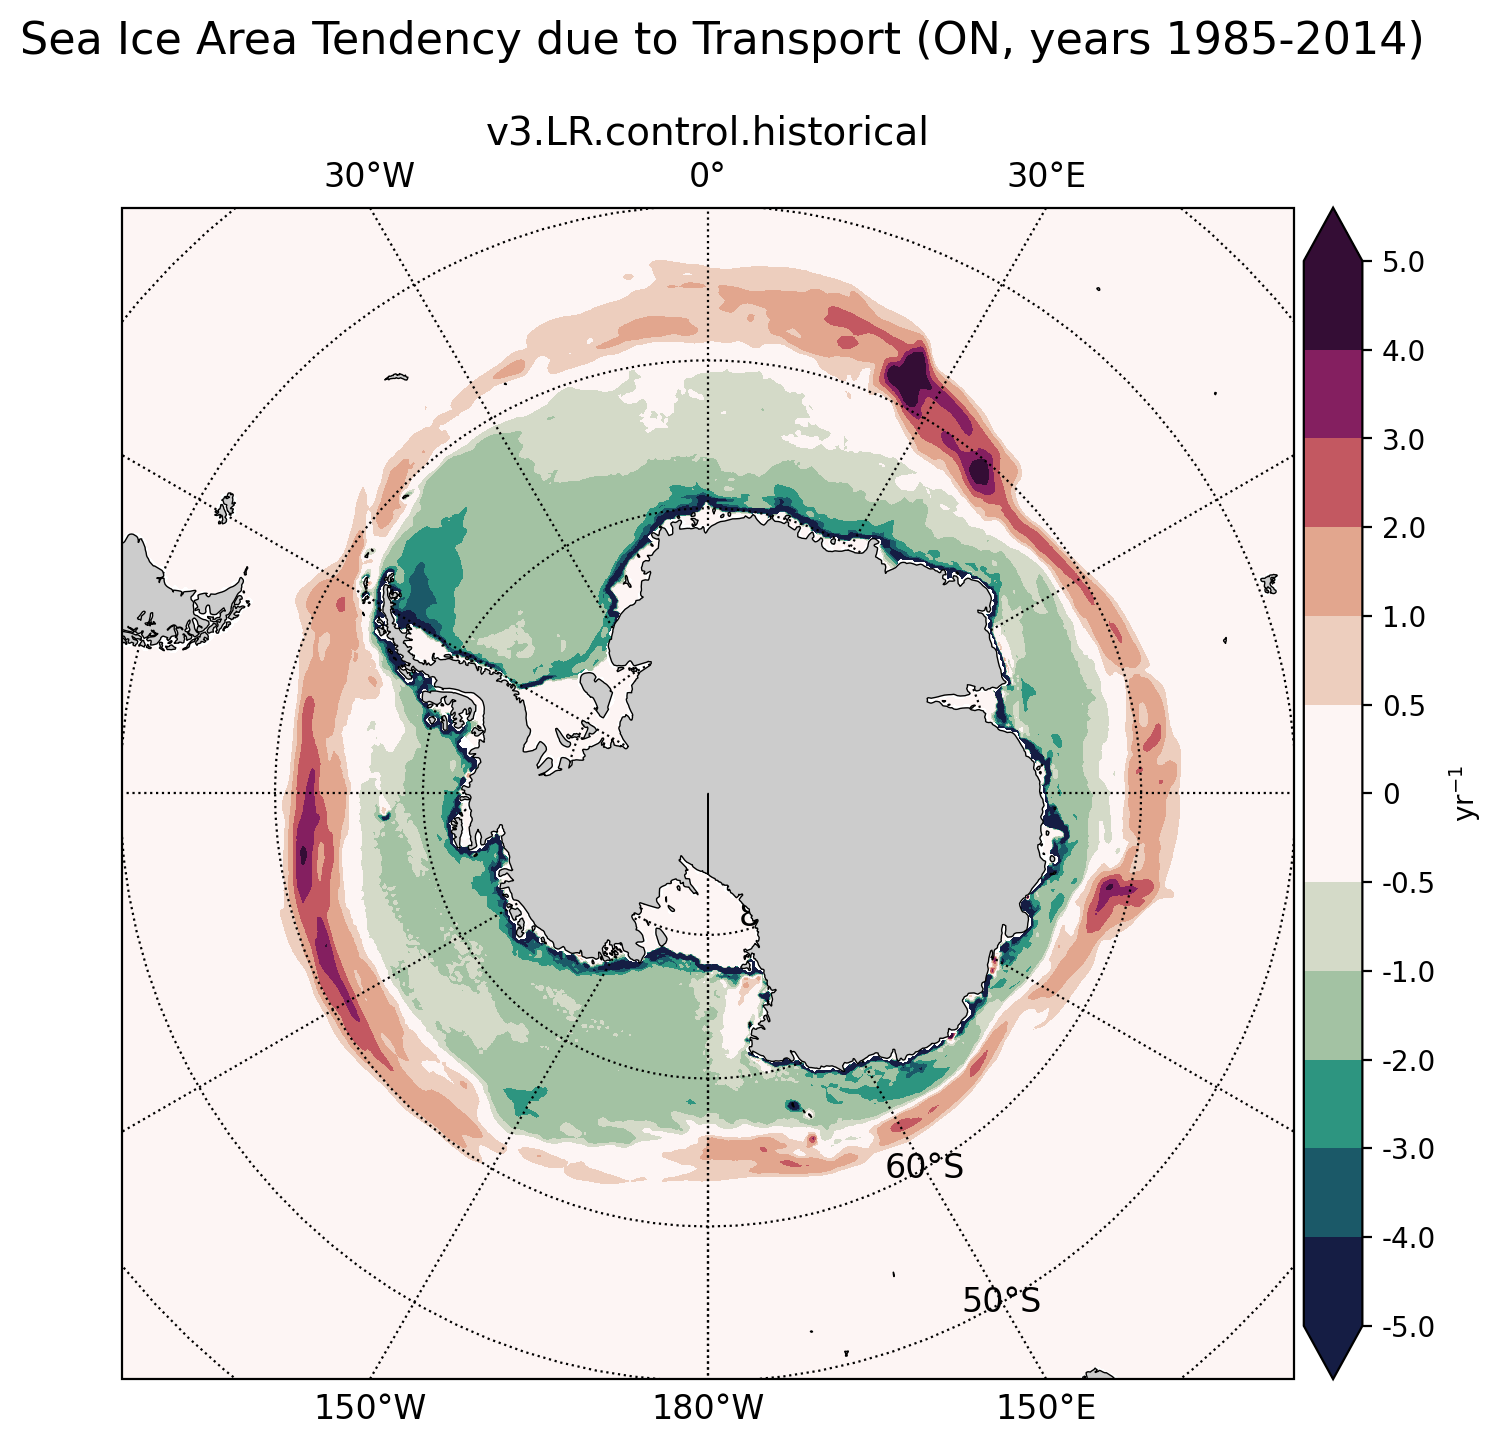 Sea Ice Area Tendency due to Transport (ON, years 1985-2014)
v3.LR.control.historical
30°W 0° 30°E
5.0
4.0
3.0
2.0
1.0
0.5
0
-0.5
-1.0
-2.0
-3.0
-4.0
-5.0
yr⁻¹
60°S
50°S
150°W 180°W 150°E